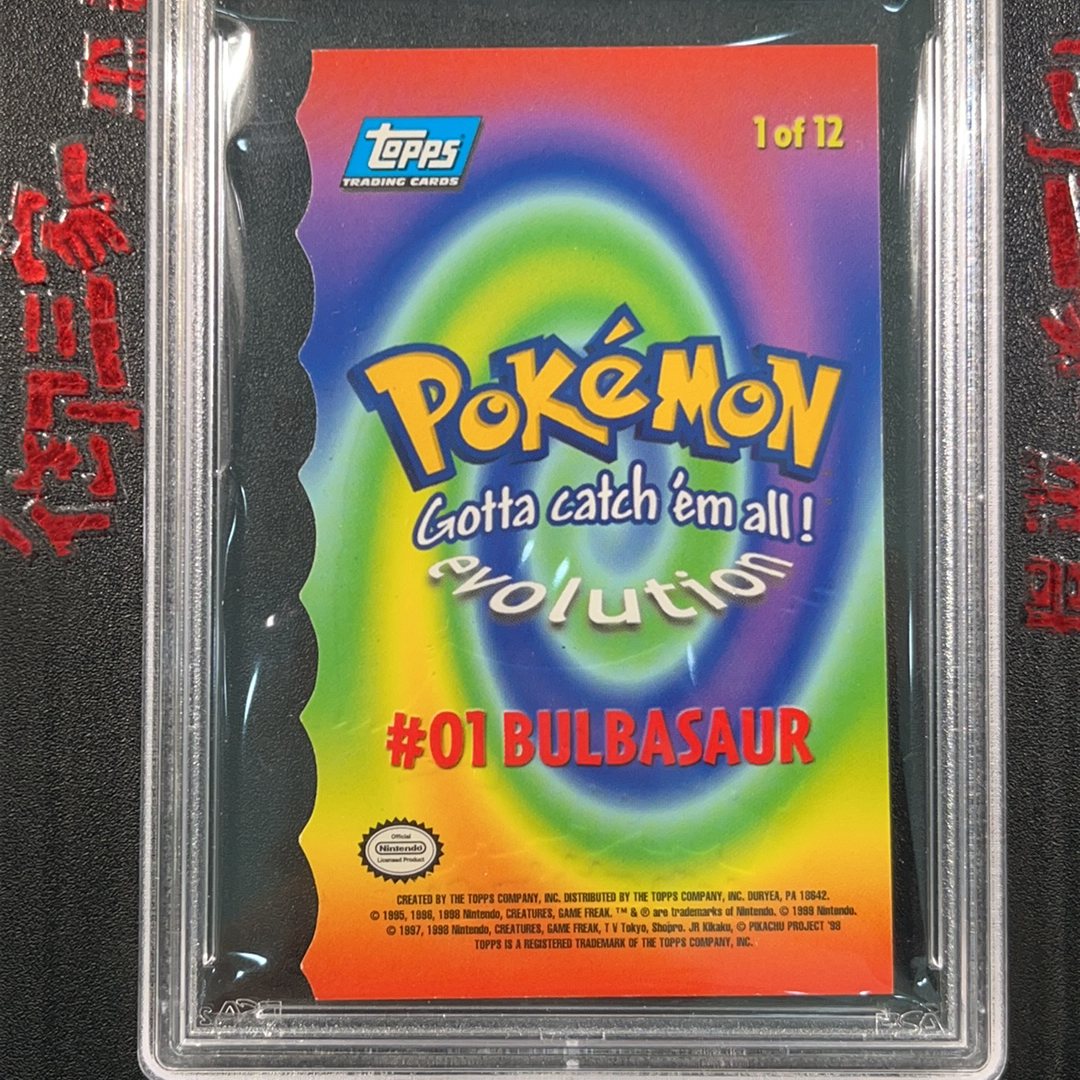 Topps
TRADING CARDS
1 of 12
POKéMON
Gotta catch 'em all!
evolution
#01 BULBASAUR
Official
Nintendo
Licensed Product
CREATED BY THE TOPPS COMPANY, INC. DISTRIBUTED BY THE TOPPS COMPANY, INC. DURYEA, PA 18642.
© 1995, 1996, 1998 Nintendo, CREATURES, GAME FREAK. ™ & ® are trademarks of Nintendo. © 1999 Nintendo.
© 1997, 1998 Nintendo, CREATURES, GAME FREAK, T V Tokyo, Shopro. JR Kikaku, © PIKACHU PROJECT '98
TOPPS IS A REGISTERED TRADEMARK OF THE TOPPS COMPANY, INC.